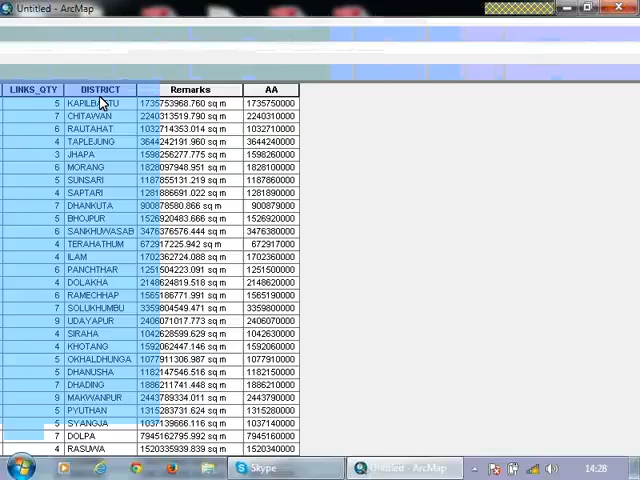 Untitled - ArcMap
LINKS_QTY DISTRICT Remarks AA
5 KAPILBASTU 1735753968.760 sq m 1735750000
7 CHITAWAN 2240313519.790 sq m 2240310000
6 RAUTAHAT 1032714353.014 sq m 1032710000
4 TAPLEJUNG 3644242191.960 sq m 3644240000
3 JHAPA 1598256277.775 sq m 1598260000
6 MORANG 1828097948.951 sq m 1828100000
5 SUNSARI 1187855131.219 sq m 1187860000
4 SAPTARI 1281886691.022 sq m 1281890000
7 DHANKUTA 900878580.866 sq m 900879000
5 BHOJPUR 1526920483.666 sq m 1526920000
6 SANKHUWASAB 3476376576.444 sq m 3476380000
4 TERAHATHUM 672917225.942 sq m 672917000
4 ILAM 1702362724.088 sq m 1702360000
6 PANCHTHAR 1251504223.091 sq m 1251500000
4 DOLAKHA 2148624819.518 sq m 2148620000
6 RAMECHHAP 1565186771.991 sq m 1565190000
7 SOLUKHUMBU 3359804549.471 sq m 3359800000
9 UDAYAPUR 2406071017.773 sq m 2406070000
4 SIRAHA 1042628599.629 sq m 1042630000
4 KHOTANG 1592059949.332 sq m 1592060000
5 OKHALDHUNGA 1077911306.987 sq m 1077910000
5 DHANUSHA 1182147546.516 sq m 1182150000
7 DHADING 1886211741.448 sq m 1886210000
9 MAKWANPUR 2443789334.011 sq m 2443790000
5 PYUTHAN 1315283731.624 sq m 1315280000
5 SYANGJA 1037139666.116 sq m 1037140000
7 DOLPA 7945162795.992 sq m 7945160000
4 RASUWA 1520335939.839 sq m 1520340000
Skype Untitled - ArcMap 14:28